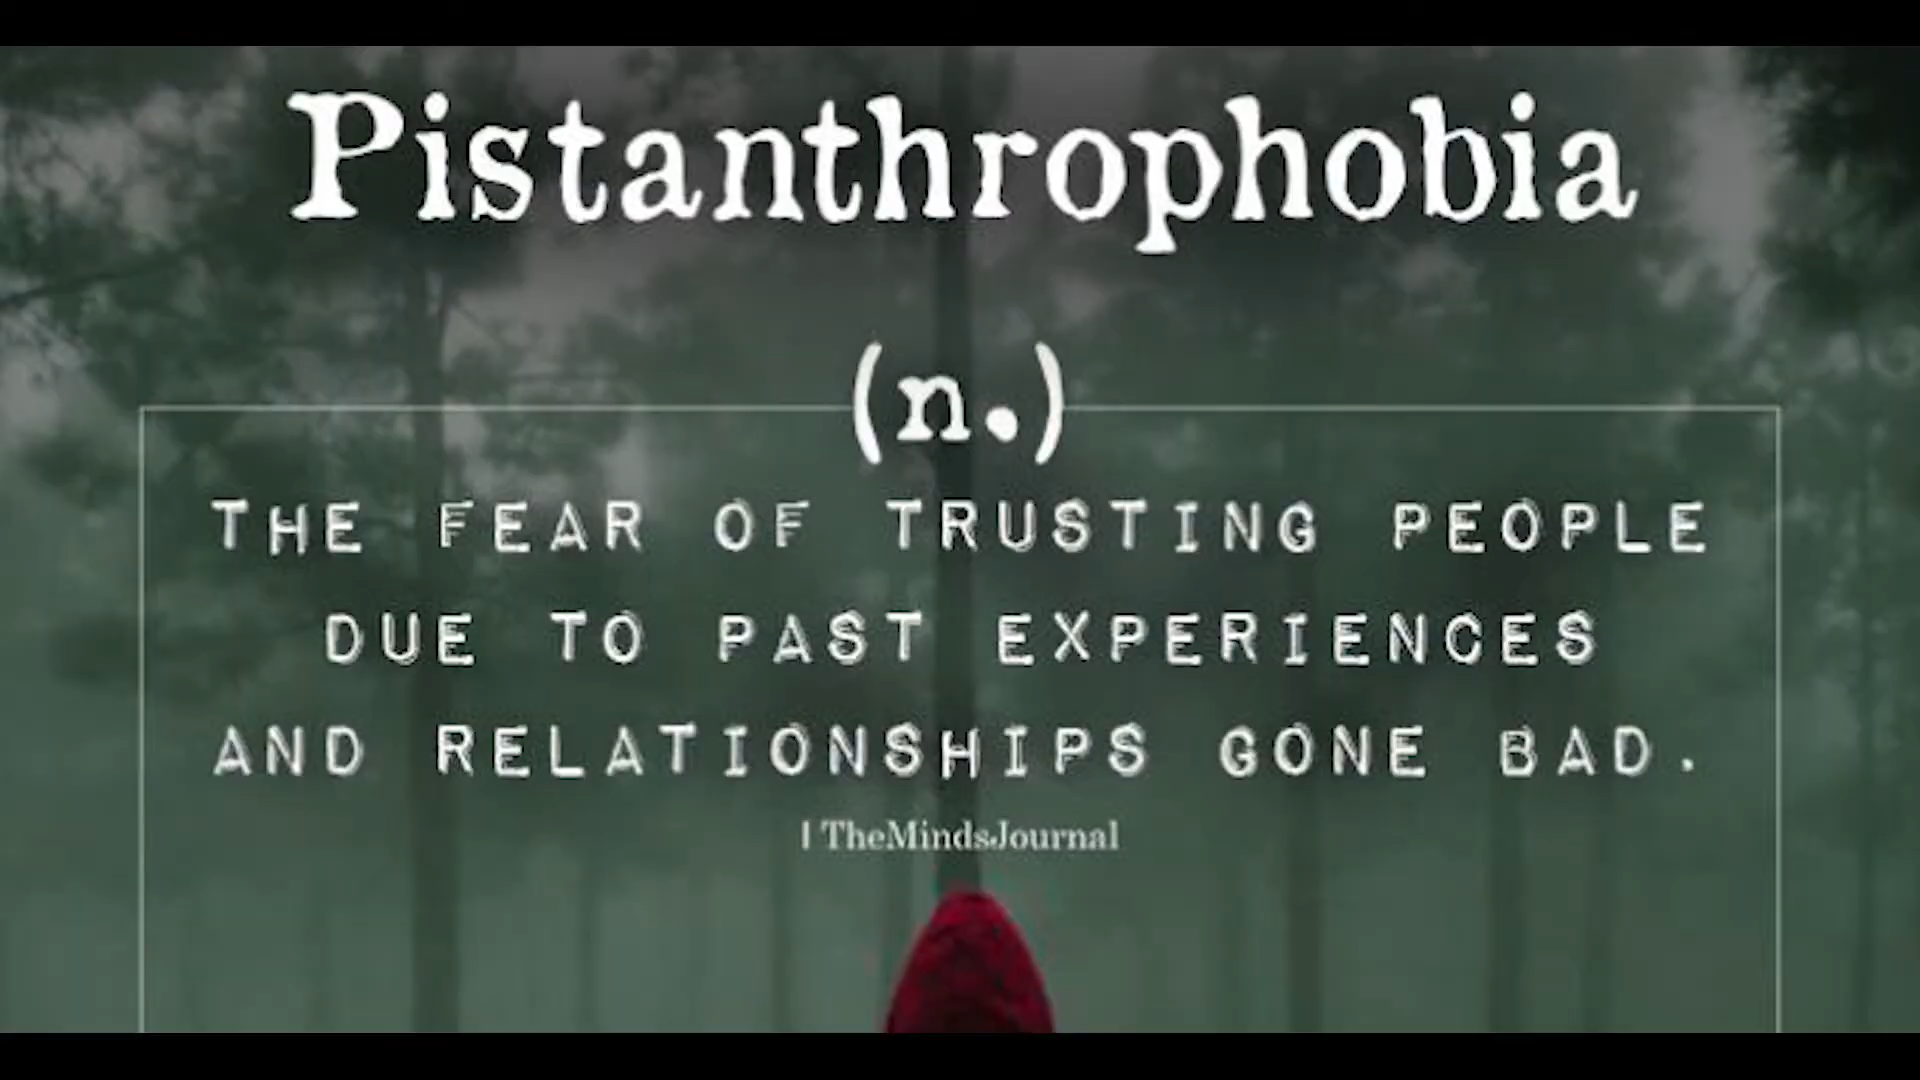 Pistanthrophobia
(n.)
THE FEAR OF TRUSTING PEOPLE
DUE TO PAST EXPERIENCES
AND RELATIONSHIPS GONE BAD.
| TheMindsJournal